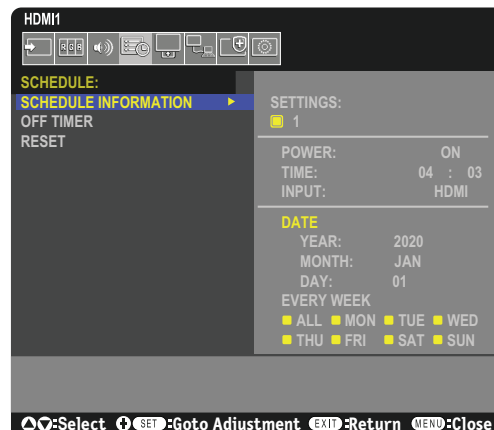 HDMI1
R G B
SCHEDULE:
SCHEDULE INFORMATION
OFF TIMER
RESET
SETTINGS:
1
POWER: ON
TIME: 04 : 03
INPUT: HDMI
DATE
YEAR: 2020
MONTH: JAN
DAY: 01
EVERY WEEK
ALL MON TUE WED
THU FRI SAT SUN
:Select SET :Goto Adjustment EXIT :Return MENU :Close